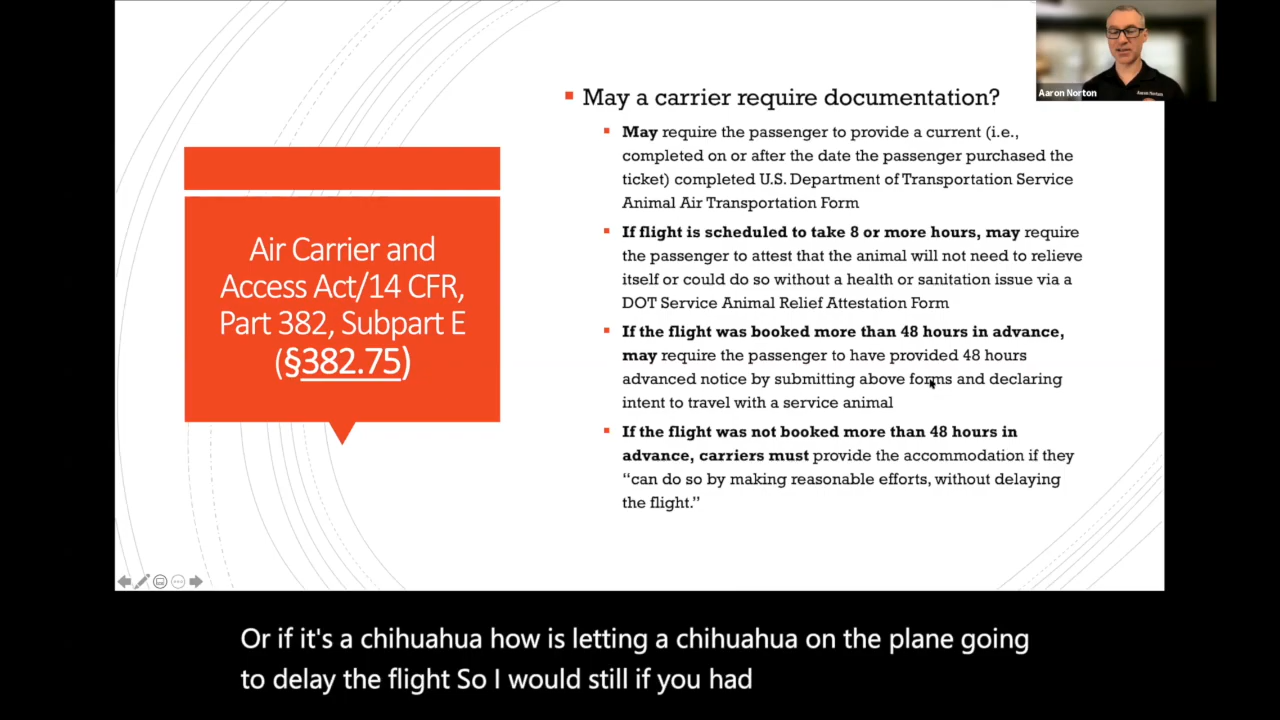 Air Carrier and
Access Act/14 CFR,
Part 382, Subpart E
(§382.75)
▪ May a carrier require documentation?
▪ May require the passenger to provide a current (i.e.,
completed on or after the date the passenger purchased the
ticket) completed U.S. Department of Transportation Service
Animal Air Transportation Form
▪ If flight is scheduled to take 8 or more hours, may require
the passenger to attest that the animal will not need to relieve
itself or could do so without a health or sanitation issue via a
DOT Service Animal Relief Attestation Form
▪ If the flight was booked more than 48 hours in advance,
may require the passenger to have provided 48 hours
advanced notice by submitting above forms and declaring
intent to travel with a service animal
▪ If the flight was not booked more than 48 hours in
advance, carriers must provide the accommodation if they
“can do so by making reasonable efforts, without delaying
the flight.”
Aaron Norton
Aaron Norton
Or if it's a chihuahua how is letting a chihuahua on the plane going
to delay the flight So I would still if you had